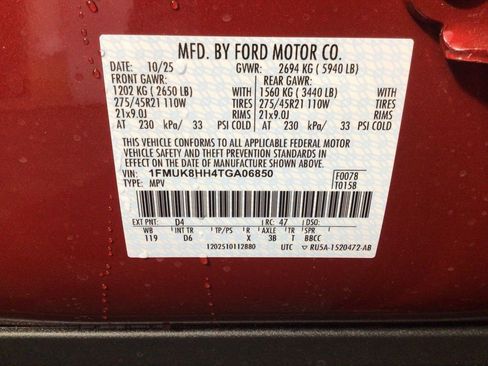 MFD. BY FORD MOTOR CO.
DATE: 10/25 GVWR: 2694 KG ( 5940 LB)
FRONT GAWR: REAR GAWR:
1202 KG ( 2650 LB) WITH 1560 KG ( 3440 LB) WITH
275/45R21 110W TIRES 275/45R21 110W TIRES
21x9.0J RIMS 21x9.0J RIMS
AT 230 kPa/ 33 PSI COLD AT 230 kPa/ 33 PSI COLD
THIS VEHICLE CONFORMS TO ALL APPLICABLE FEDERAL MOTOR
VEHICLE SAFETY AND THEFT PREVENTION STANDARDS IN
EFFECT ON THE DATE OF MANUFACTURE SHOWN ABOVE.
VIN: 1FMUK8HH4TGA06850 F0078
TYPE: MPV T0158
EXT PNT: D4 RC: 47 DSO:
WB INT TR TP/PS R AXLE TR SPR
119 D6 X 3B T BBCC
1202510112880 UTC RU5A-1520472-AB